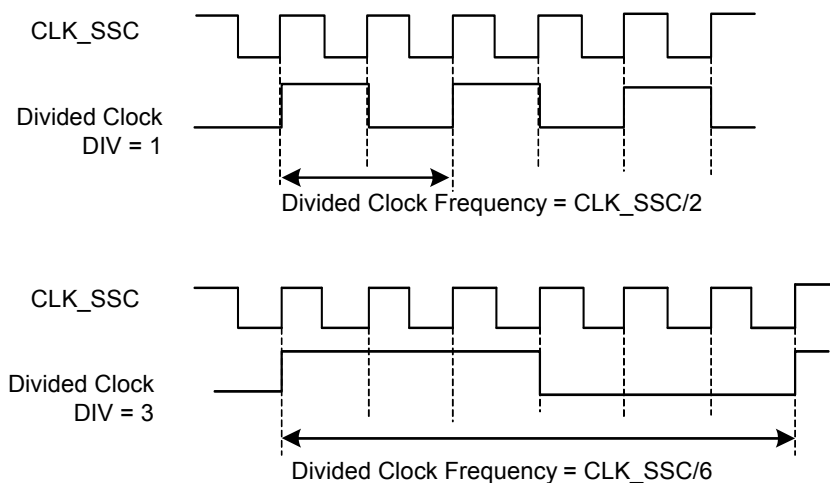 CLK_SSC
Divided Clock
DIV = 1
Divided Clock Frequency = CLK_SSC/2
CLK_SSC
Divided Clock
DIV = 3
Divided Clock Frequency = CLK_SSC/6